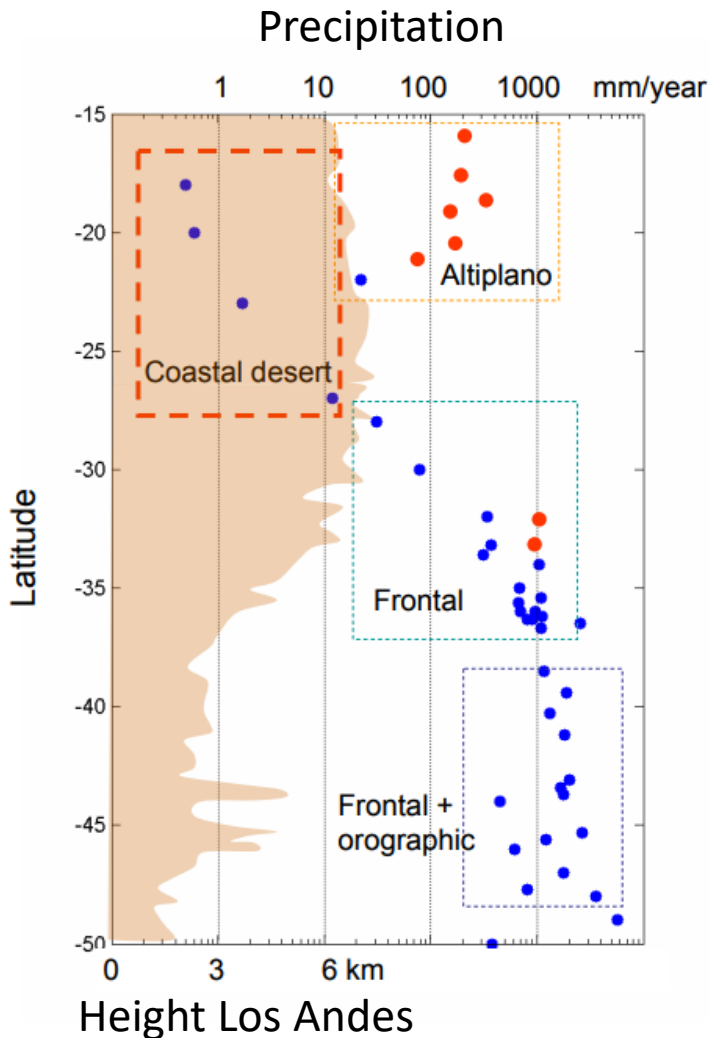 Precipitation
1 10 100 1000 mm/year
-15
-20
Altiplano
-25
Coastal desert
-30
Latitude
-35
Frontal
-40
Frontal +
orographic
-45
-50
0 3 6 km
Height Los Andes